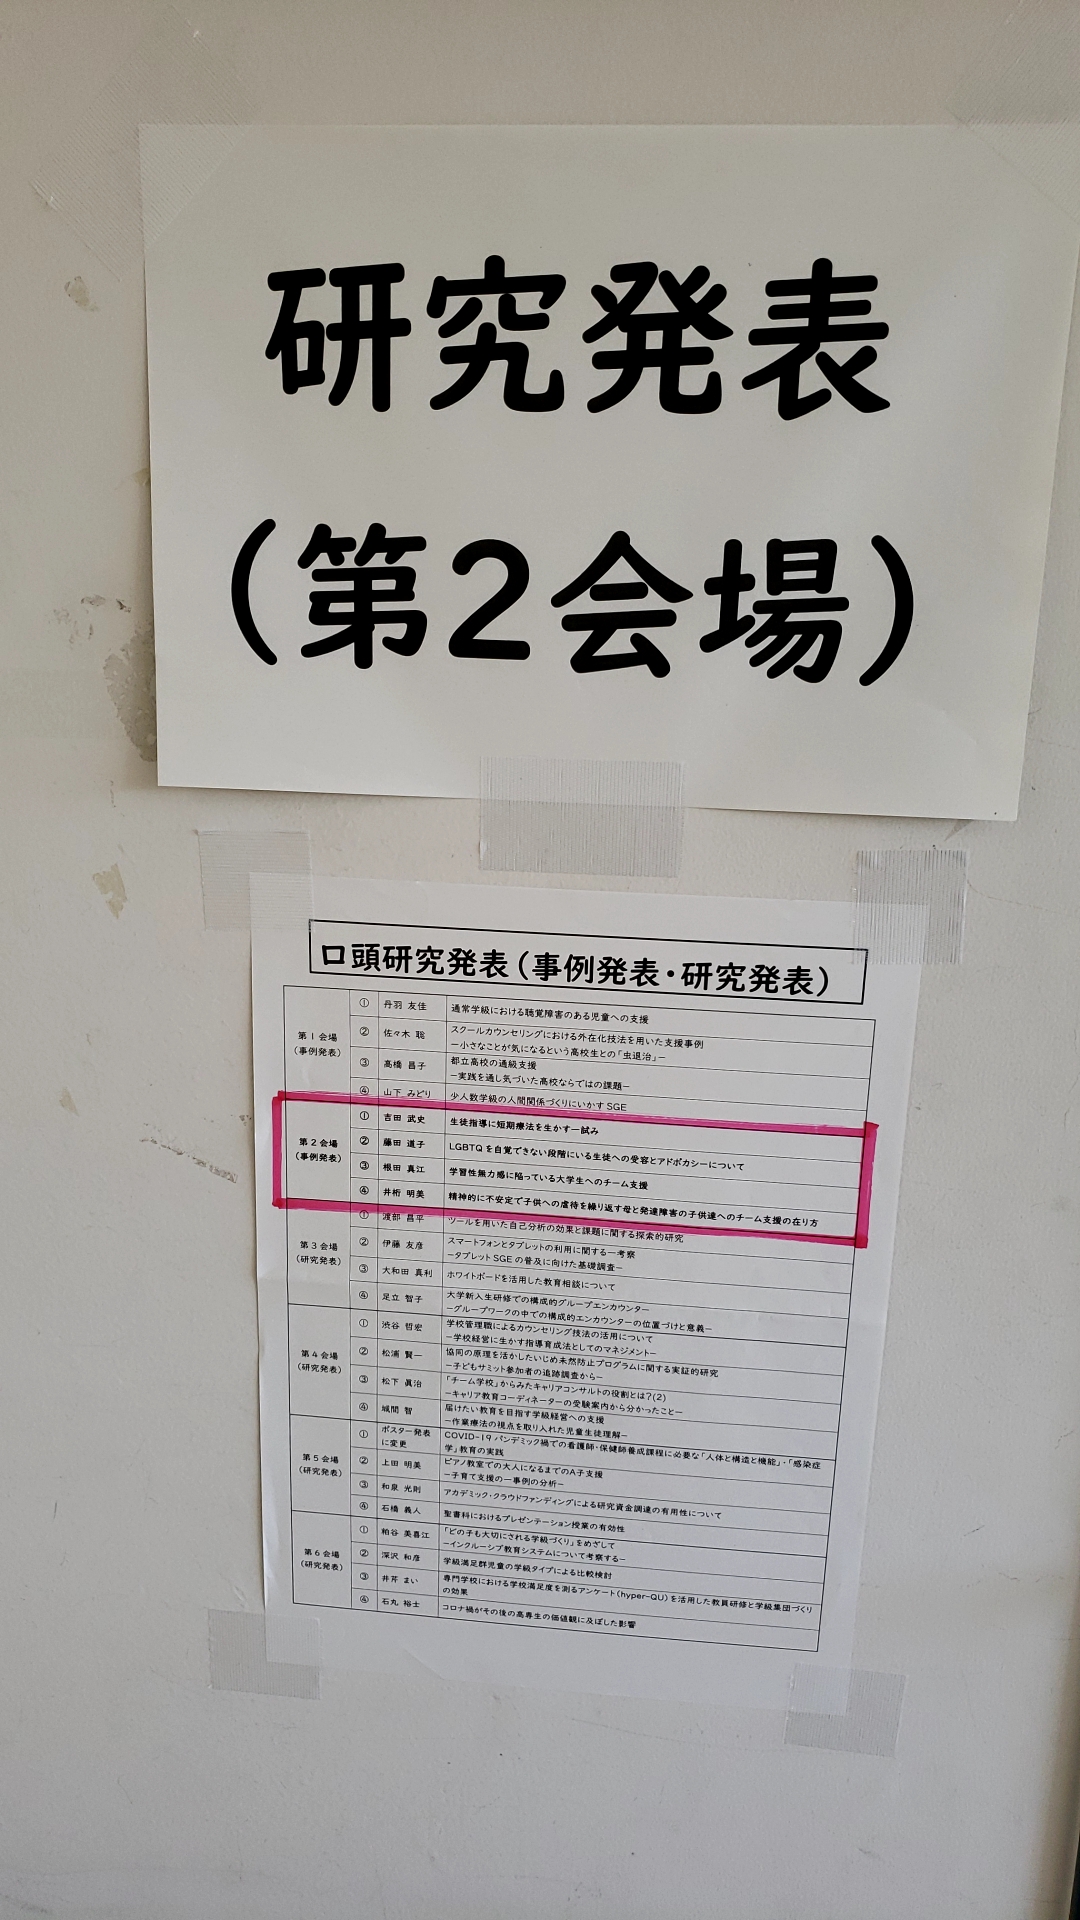 研究発表
（第2会場）
口頭研究発表（事例発表・研究発表）
第1会場
（事例発表）
① 丹羽 友佳 通常学級における聴覚障害のある児童への支援
② 佐々木 聡 スクールカウンセリングにおける外在化技法を用いた支援事例
－小さなことが気になるという高校生との「虫退治」－
③ 高橋 昌子 都立高校の通級支援
－実践を通し気づいた高校ならではの課題－
④ 山下 みどり 少人数学級の人間関係づくりにいかすSGE
第2会場
（事例発表）
① 吉田 武史 生徒指導に短期療法を生かす一試み
② 藤田 道子 LGBTQを自覚できない段階にいる生徒への受容とアドボカシーについて
③ 根田 真江 学習性無力感に陥っている大学生へのチーム支援
④ 井桁 明美 精神的に不安定で子供への虐待を繰り返す母と発達障害の子供達へのチーム支援の在り方
第3会場
（研究発表）
① 渡部 昌平 ツールを用いた自己分析の効果と課題に関する探索的研究
② 伊藤 友彦 スマートフォンとタブレットの利用に関する一考察
－タブレットSGEの普及に向けた基礎調査－
③ 大和田 真利 ホワイトボードを活用した教育相談について
④ 足立 智子 大学新入生研修での構成的グループエンカウンター
－グループワークの中での構成的エンカウンターの位置づけと意義－
第4会場
（研究発表）
① 渋谷 哲宏 学校管理職によるカウンセリング技法の活用について
－学校経営に生かす指導育成法としてのマネジメント－
② 松浦 賢一 協同の原理を活かしたいじめ未然防止プログラムに関する実証的研究
－子どもサミット参加者の追跡調査から－
③ 松下 眞治 「チーム学校」からみたキャリアコンサルトの役割とは？(2)
－キャリア教育コーディネーターの受験案内から分かったこと－
④ 城間 智 届けたい教育を目指す学級経営への支援
－作業療法の視点を取り入れた児童生徒理解－
第5会場
（研究発表）
① ポスター発表 COVID-19パンデミック禍での看護師・保健師養成課程に必要な「人体と構造と機能」・「感染症
に変更 学」教育の実践
② 上田 明美 ピアノ教室での大人になるまでのA子支援
－子育て支援の一事例の分析－
③ 和泉 光則 アカデミック・クラウドファンディングによる研究資金調達の有用性について
④ 石橋 義人 聖書科におけるプレゼンテーション授業の有効性
第6会場
（研究発表）
① 粕谷 美喜江 「どの子も大切にされる学級づくり」をめざして
－インクルーシブ教育システムについて考察する－
② 深沢 和彦 学級満足群児童の学級タイプによる比較検討
③ 井芹 まい 専門学校における学校満足度を測るアンケート(hyper-QU)を活用した教員研修と学級集団づくり
の効果
④ 石丸 裕士 コロナ禍がその後の高専生の価値観に及ぼした影響